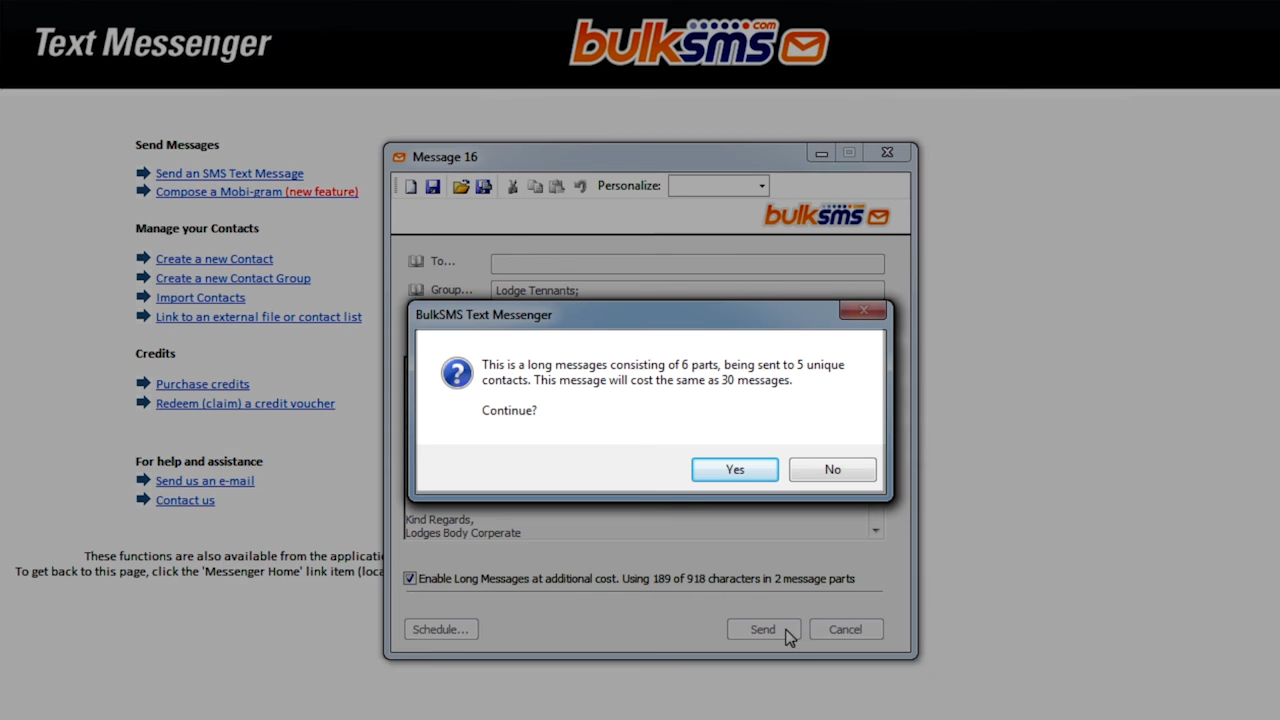 Text Messenger
bulksms.com
Send Messages
Send an SMS Text Message
Compose a Mobi-gram (new feature)
Manage your Contacts
Create a new Contact
Create a new Contact Group
Import Contacts
Link to an external file or contact list
Credits
Purchase credits
Redeem (claim) a credit voucher
For help and assistance
Send us an e-mail
Contact us
These functions are also available from the applicati
To get back to this page, click the 'Messenger Home' link item (loca
Message 16
Personalize:
bulksms
To...
Group...
Lodge Tennants;
BulkSMS Text Messenger
This is a long messages consisting of 6 parts, being sent to 5 unique
contacts. This message will cost the same as 30 messages.
Continue?
Yes
No
Kind Regards,
Lodges Body Corperate
Enable Long Messages at additional cost. Using 189 of 918 characters in 2 message parts
Schedule...
Send
Cancel